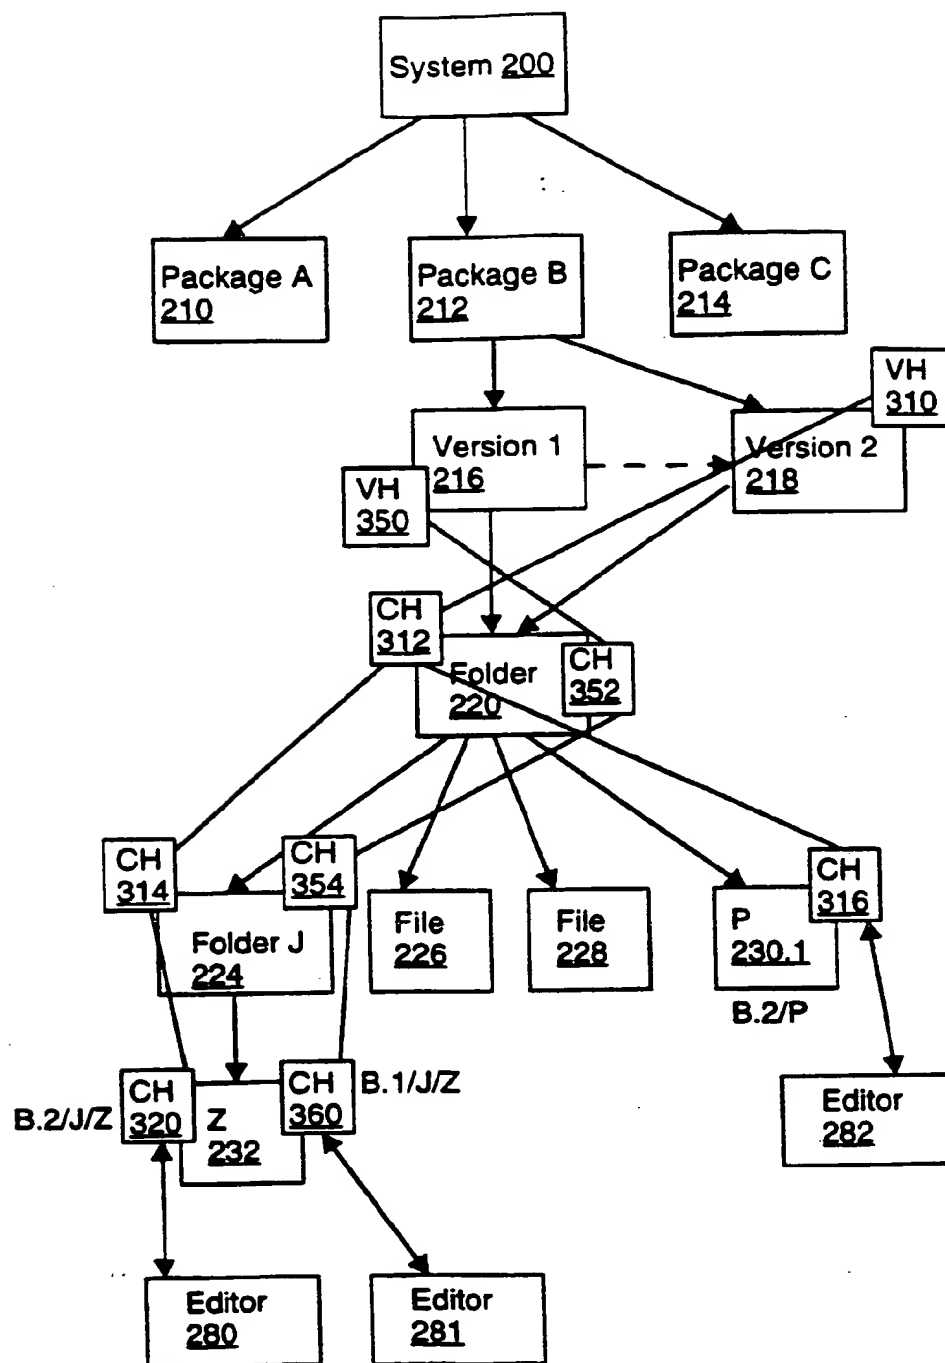 System 200
Package A
210
Package B
212
Package C
214
VH
310
Version 1
216
Version 2
218
VH
350
CH
312
Folder
220
CH
352
CH
314
CH
354
CH
316
Folder J
224
File
226
File
228
P
230.1
B.2/P
B.2/J/Z
CH
320
Z
232
CH
360
B.1/J/Z
Editor
282
Editor
280
Editor
281